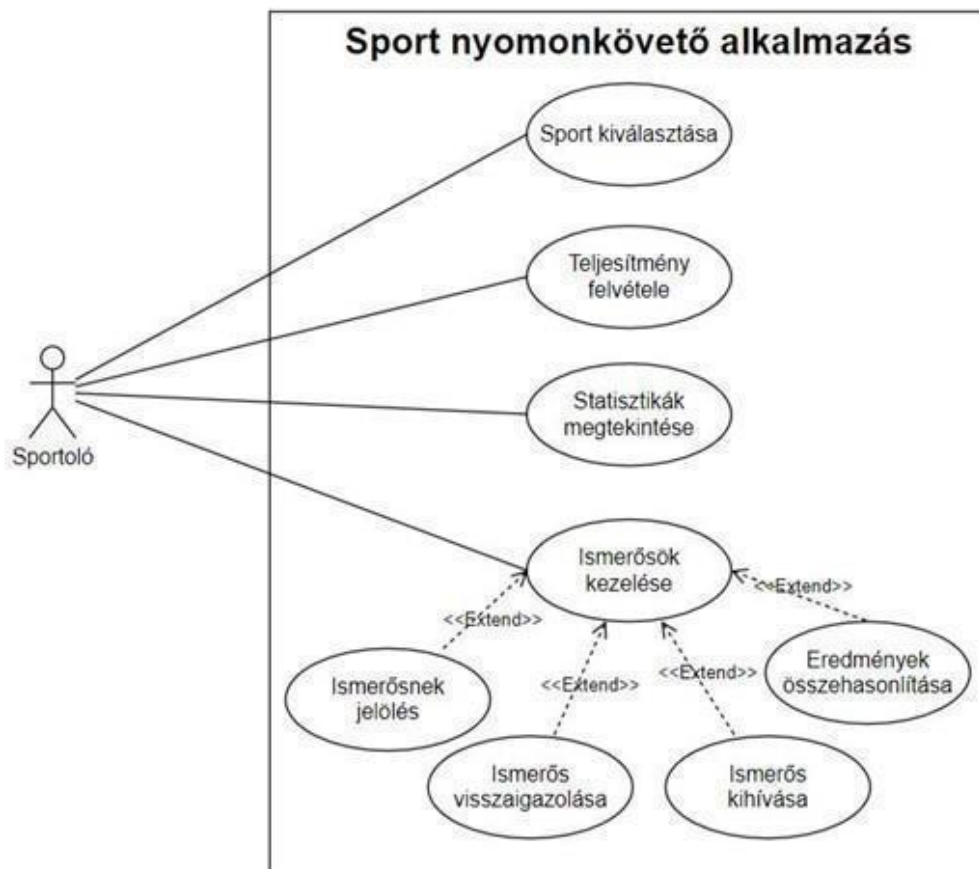 Sport nyomonkövető alkalmazás
Sport kiválasztása
Teljesítmény
felvétele
Statisztikák
megtekintése
Sportoló
Ismerősök
kezelése
<<Extend>>
<<Extend>>
<<Extend>>
<<Extend>>
Ismerősnek
jelölés
Ismerős
visszaigazolása
Ismerős
kihívása
Eredmények
összehasonlítása